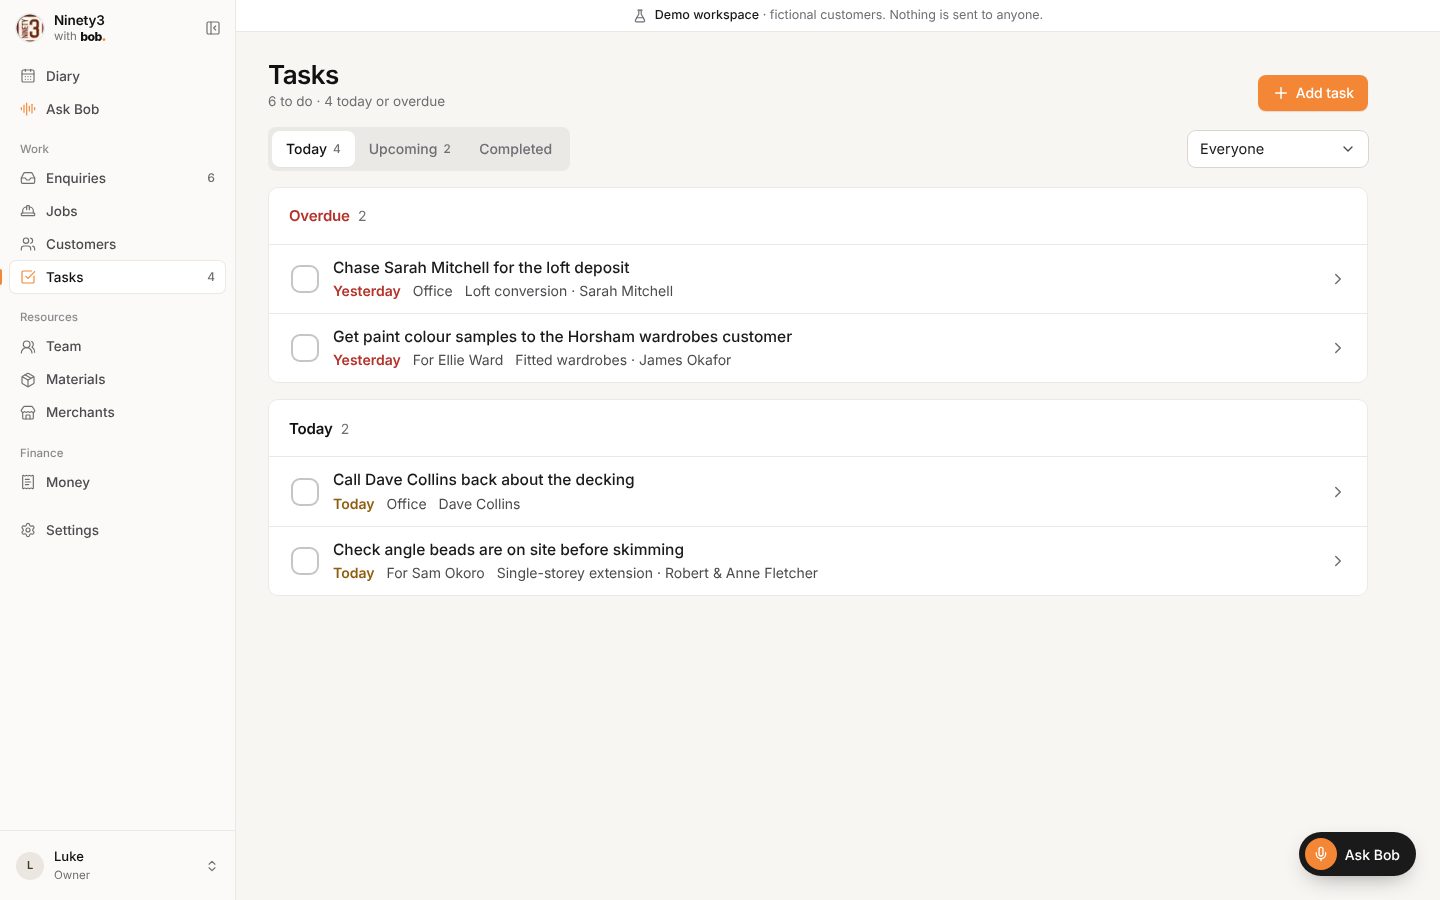 Ninety3
with bob.
Diary
Ask Bob
Work
Enquiries 6
Jobs
Customers
Tasks 4
Resources
Team
Materials
Merchants
Finance
Money
Settings
L
Luke
Owner
Demo workspace · fictional customers. Nothing is sent to anyone.
Tasks
6 to do · 4 today or overdue
Add task
Today 4 Upcoming 2 Completed
Everyone
Overdue 2
Chase Sarah Mitchell for the loft deposit
Yesterday Office Loft conversion · Sarah Mitchell
Get paint colour samples to the Horsham wardrobes customer
Yesterday For Ellie Ward Fitted wardrobes · James Okafor
Today 2
Call Dave Collins back about the decking
Today Office Dave Collins
Check angle beads are on site before skimming
Today For Sam Okoro Single-storey extension · Robert & Anne Fletcher
Ask Bob